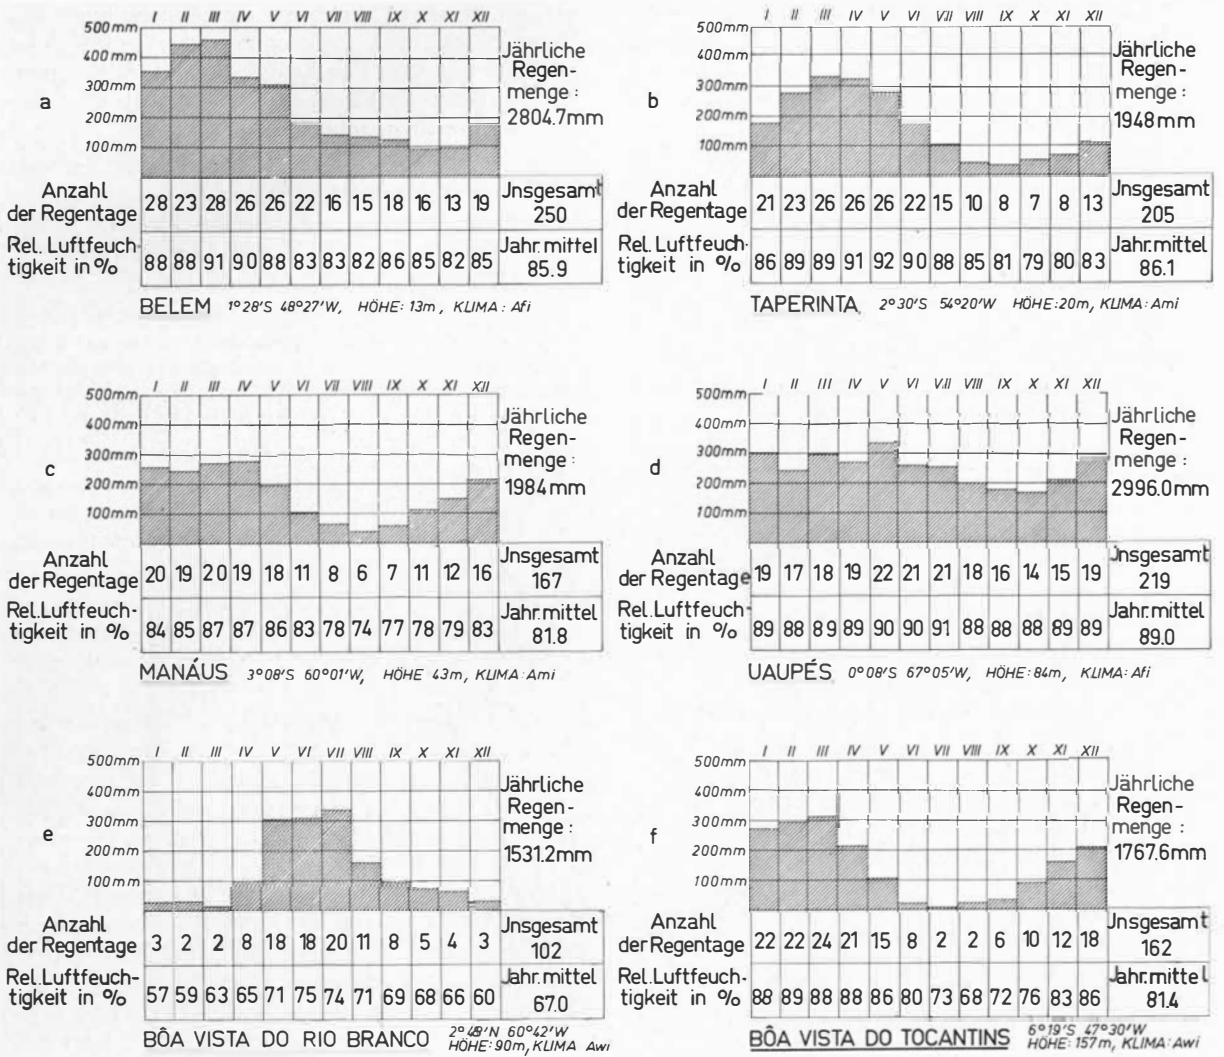 a
I II III IV V VI VII VIII IX X XI XII
500mm
400mm
300mm
200mm
100mm
Jährliche
Regen-
menge :
2804.7mm
Anzahl
der Regentage
28 23 28 26 26 22 16 15 18 16 13 19
Jnsgesamt
250
Rel. Luftfeuch-
tigkeit in %
88 88 91 90 88 83 83 82 86 85 82 85
Jahr.mittel
85.9
BELEM 1°28'S 48°27'W, HÖHE: 13m, KLIMA: Afi
b
I II III IV V VI VII VIII IX X XI XII
500mm
400mm
300mm
200mm
100mm
Jährliche
Regen-
menge :
1948mm
Anzahl
der Regentage
21 23 26 26 26 22 15 10 8 7 8 13
Jnsgesamt
205
Rel. Luftfeuch-
tigkeit in %
86 89 89 91 92 90 88 85 81 79 80 83
Jahr.mittel
86.1
TAPERINTA, 2°30'S 54°20'W HÖHE:20m, KLIMA: Ami
c
I II III IV V VI VII VIII IX X XI XII
500mm
400mm
300mm
200mm
100mm
Jährliche
Regen-
menge :
1984mm
Anzahl
der Regentage
20 19 20 19 18 11 8 6 7 11 12 16
Jnsgesamt
167
Rel.Luftfeuch-
tigkeit in %
84 85 87 87 86 83 78 74 77 78 79 83
Jahr.mittel
81.8
MANÁUS 3°08'S 60°01'W, HÖHE 43m, KLIMA: Ami
d
I II III IV V VI VII VIII IX X XI XII
500mm
400mm
300mm
200mm
100mm
Jährliche
Regen-
menge :
2996.0mm
Anzahl
der Regentage
19 17 18 19 22 21 21 18 16 14 15 19
Jnsgesamt
219
Rel.Luftfeuch-
tigkeit in %
89 88 89 89 90 90 91 88 88 88 89 89
Jahr.mittel
89.0
UAUPÉS 0°08'S 67°05'W, HÖHE: 84m, KLIMA: Afi
e
I II III IV V VI VII VIII IX X XI XII
500mm
400mm
300mm
200mm
100mm
Jährliche
Regen-
menge :
1531.2mm
Anzahl
der Regentage
3 2 2 8 18 18 20 11 8 5 4 3
Jnsgesamt
102
Rel.Luftfeuch-
tigkeit in %
57 59 63 65 71 75 74 71 69 68 66 60
Jahr.mittel
67.0
BÔA VISTA DO RIO BRANCO 2°48'N 60°42'W
HÖHE: 90m, KLIMA Awi
f
I II III IV V VI VII VIII IX X XI XII
500mm
400mm
300mm
200mm
100mm
Jährliche
Regen-
menge :
1767.6mm
Anzahl
der Regentage
22 22 24 21 15 8 2 2 6 10 12 18
Jnsgesamt
162
Rel.Luftfeuch-
tigkeit in %
88 89 88 88 86 80 73 68 72 76 83 86
Jahr.mittel
81.4
BÔA VISTA DO TOCANTINS 6°19'S 47°30'W
HÖHE: 157m, KLIMA: Awi